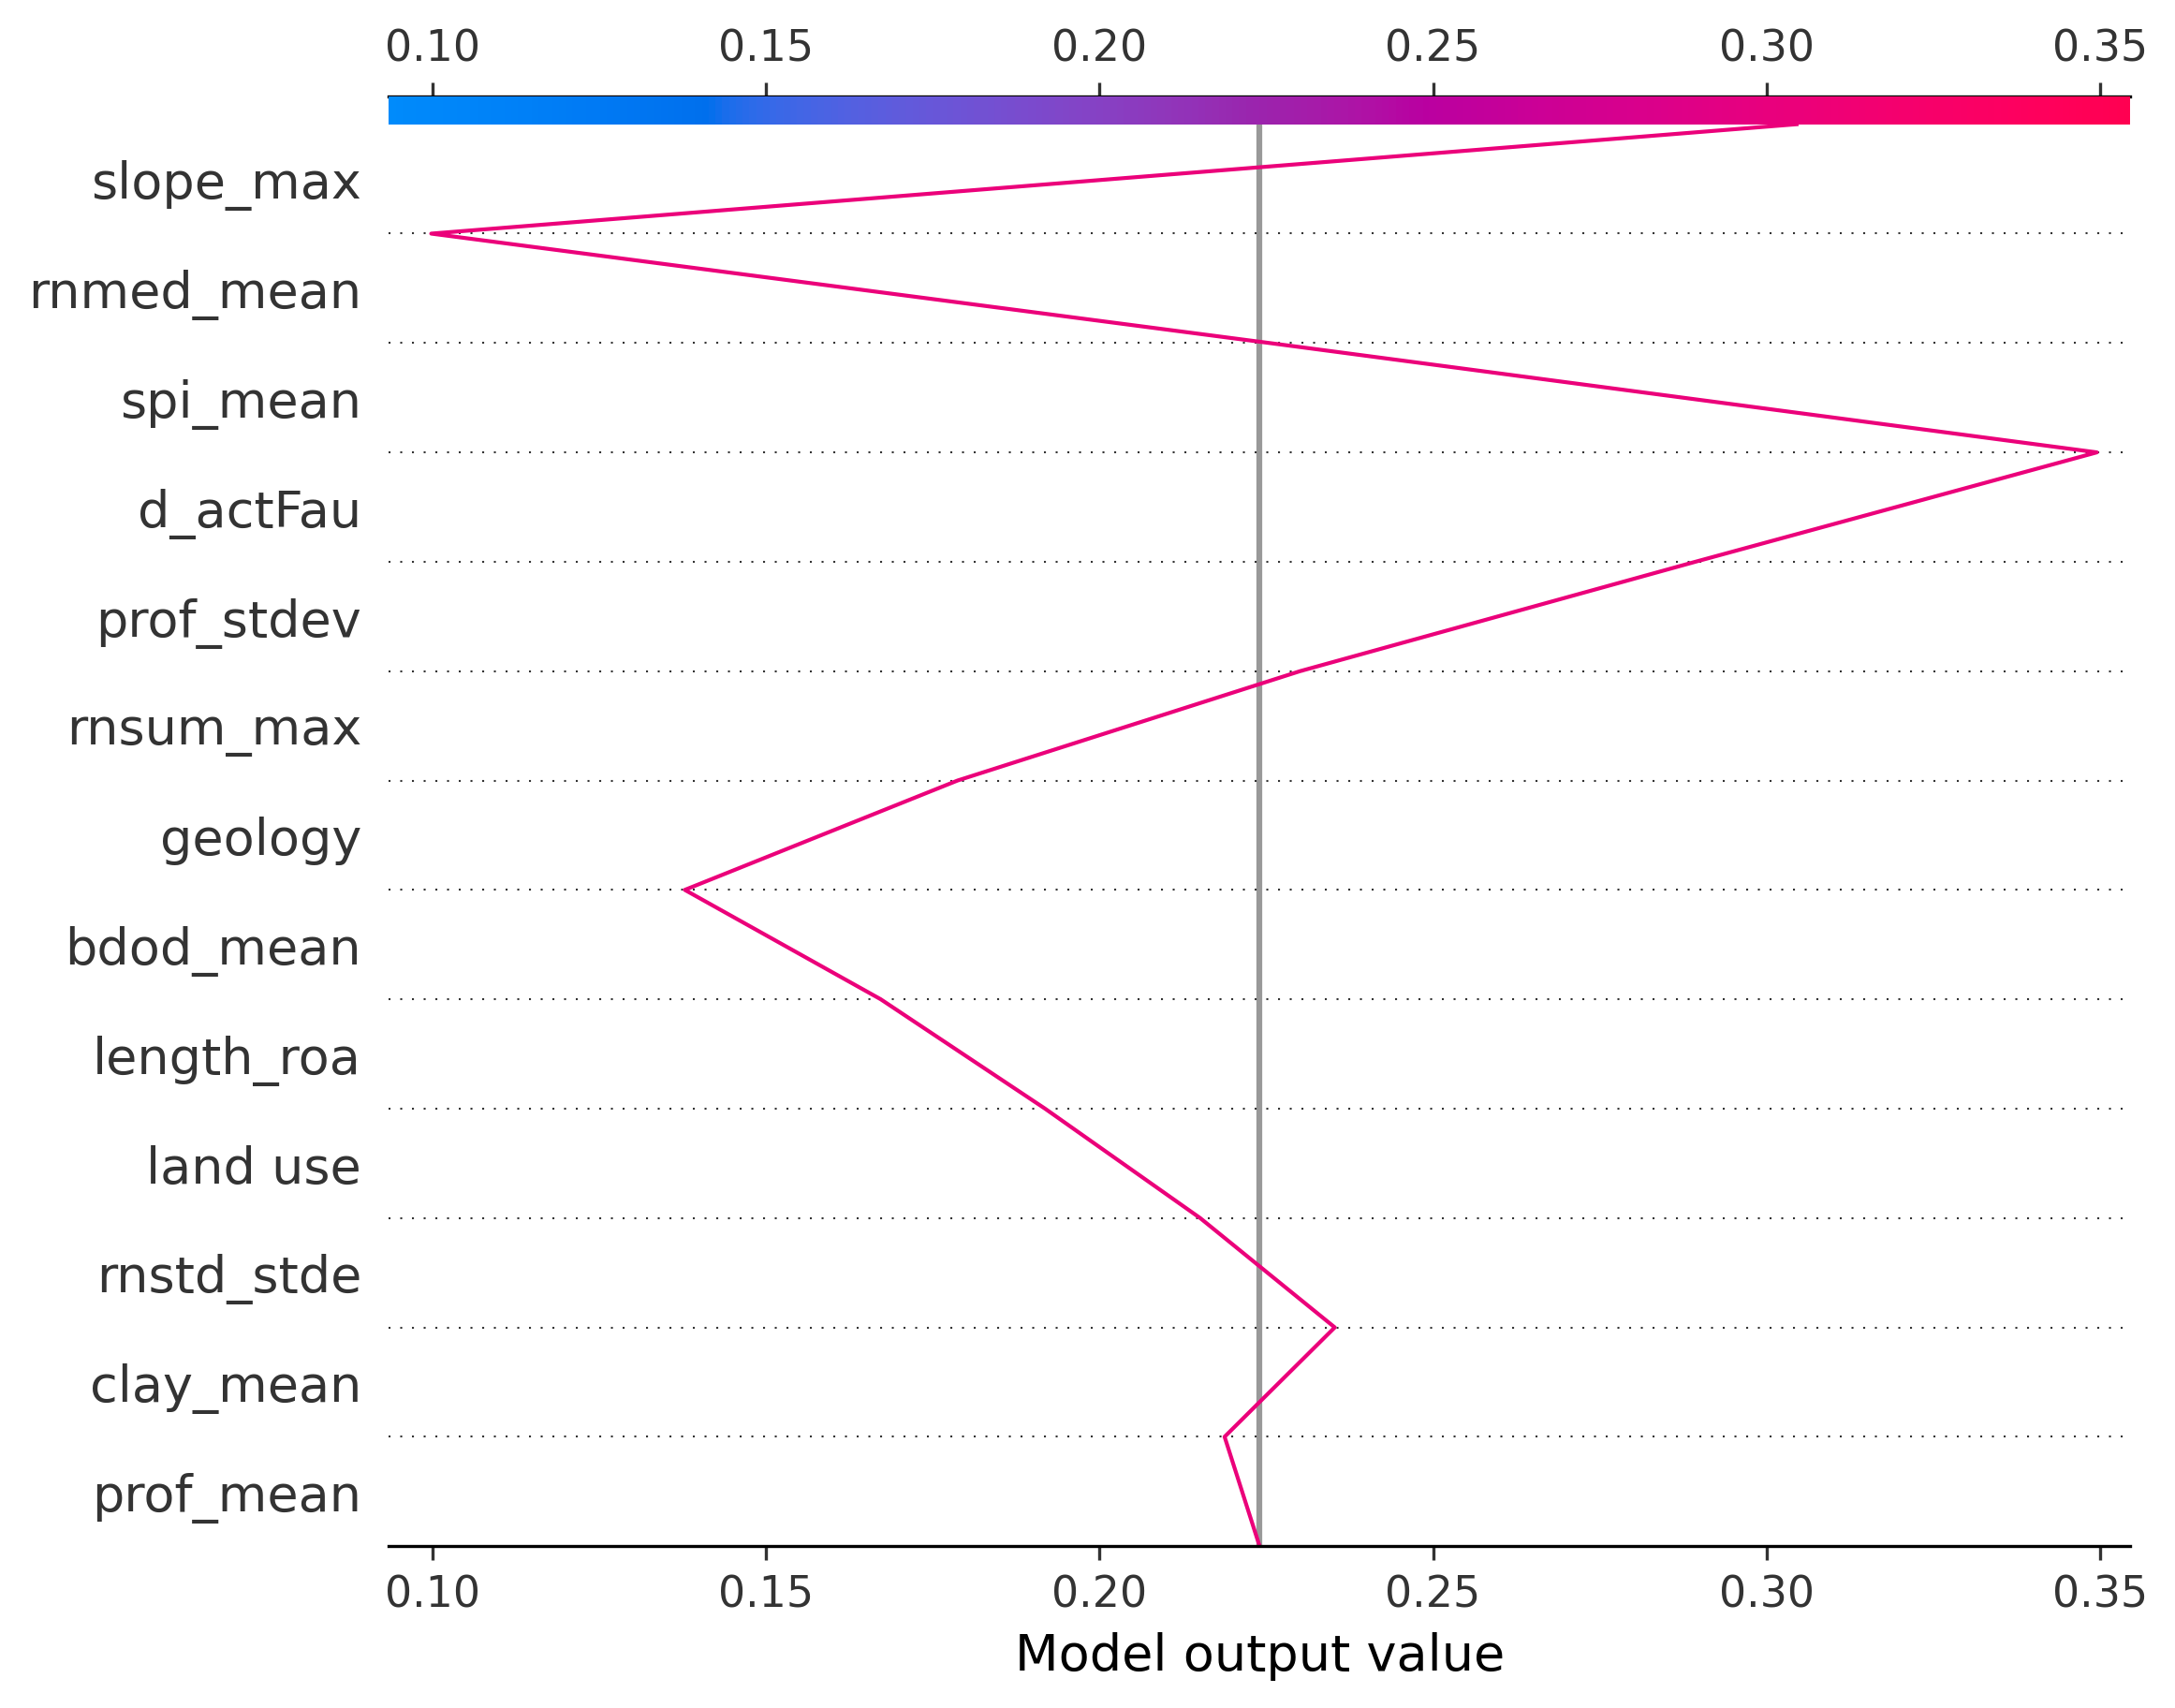 0.10 0.15 0.20 0.25 0.30 0.35
slope_max
rnmed_mean
spi_mean
d_actFau
prof_stdev
rnsum_max
geology
bdod_mean
length_roa
land use
rnstd_stde
clay_mean
prof_mean
0.10 0.15 0.20 0.25 0.30 0.35
Model output value